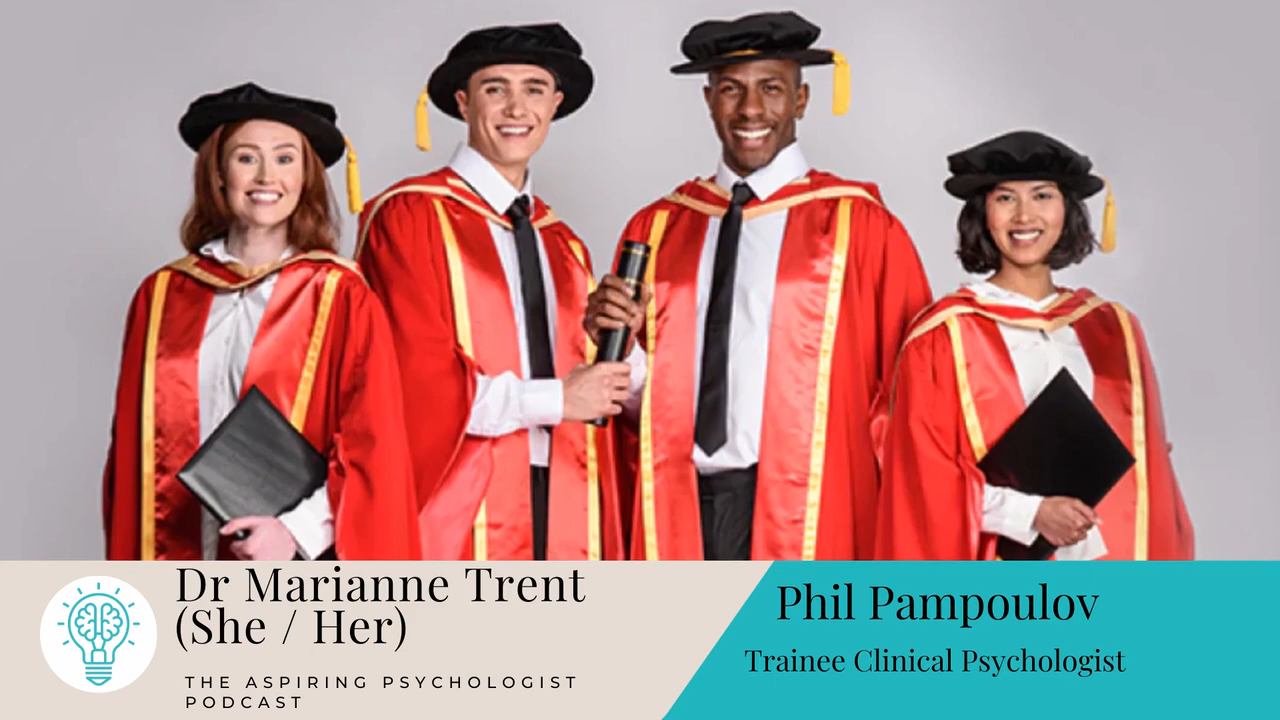 Dr Marianne Trent
(She / Her)
THE ASPIRING PSYCHOLOGIST
PODCAST
Phil Pampoulov
Trainee Clinical Psychologist